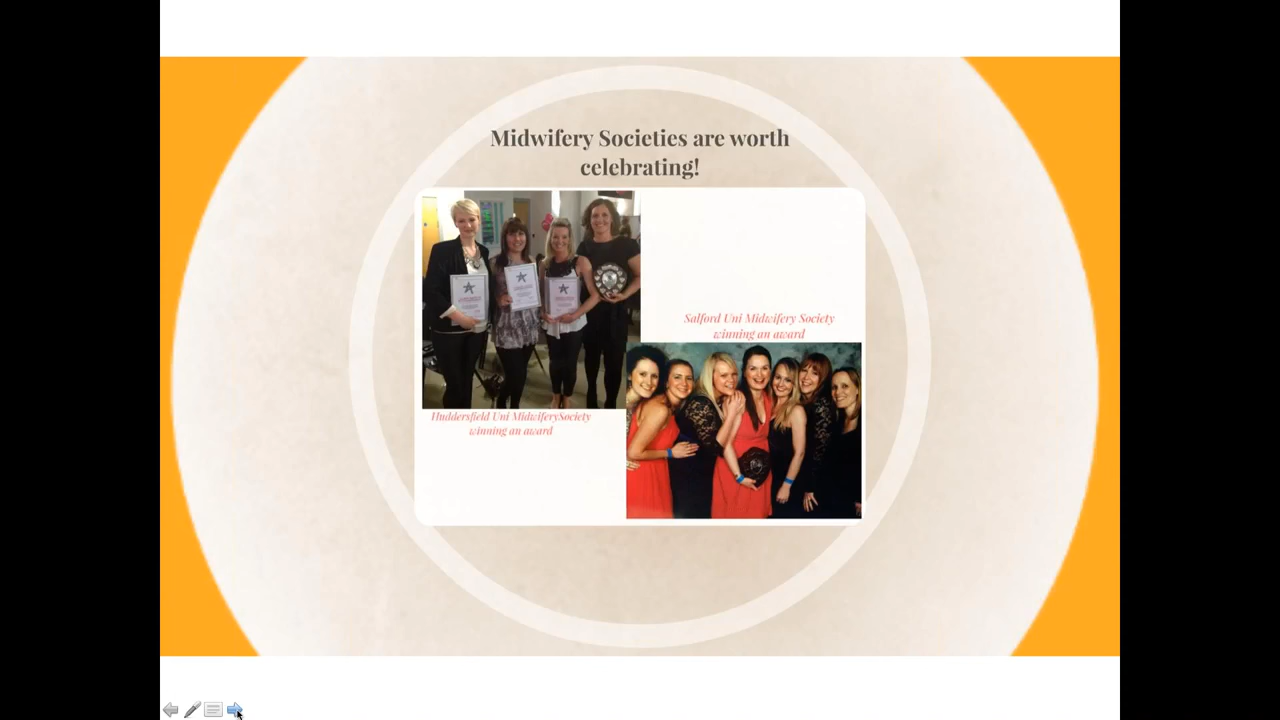 Midwifery Societies are worth
celebrating!
Salford Uni Midwifery Society
winning an award
Huddersfield Uni MidwiferySociety
winning an award